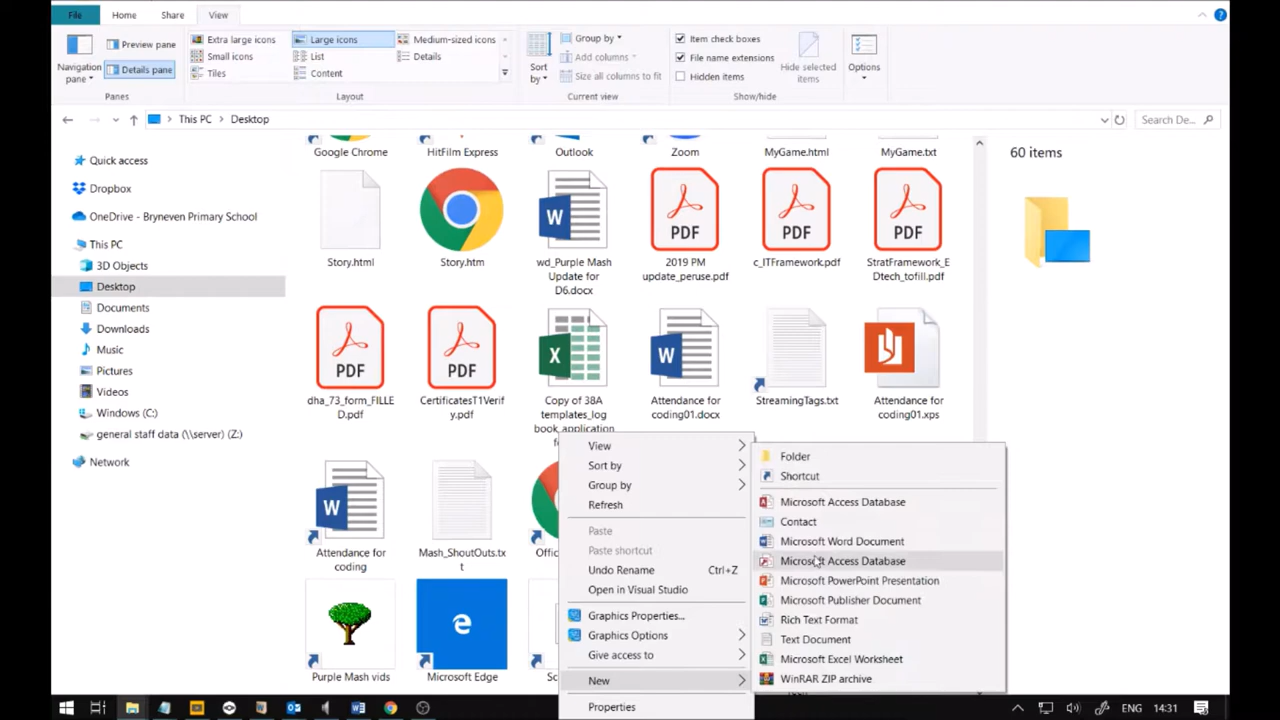 File Home Share View
Preview pane
Details pane
Navigation
pane
Panes
Extra large icons Large icons Medium-sized icons
Small icons List Details
Tiles Content
Layout
Sort
by
Group by
Add columns
Size all columns to fit
Current view
Item check boxes
File name extensions
Hidden items
Hide selected
items
Show/hide
Options
This PC > Desktop
Search De...
Quick access
Dropbox
OneDrive - Bryneven Primary School
This PC
3D Objects
Desktop
Documents
Downloads
Music
Pictures
Videos
Windows (C:)
general staff data (\\server) (Z:)
Network
Google Chrome HitFilm Express Outlook Zoom MyGame.html MyGame.txt
W
PDF PDF PDF
Story.html
Story.htm
wd_Purple Mash
Update for
D6.docx
2019 PM
update_peruse.pdf
c_ITFramework.pdf
StratFramework_E
Dtech_tofill.pdf
PDF PDF X W
dha_73_form_FILLE
D.pdf
CertificatesT1Verif
y.pdf
Copy of 38A
templates_log
book_application
Attendance for
coding01.docx
StreamingTags.txt
Attendance for
coding01.xps
W
Attendance for
coding
Mash_ShoutOuts.tx
t
Offic
e
Purple Mash vids
Microsoft Edge
Sc
60 items
View
Sort by
Group by
Refresh
Paste
Paste shortcut
Undo Rename Ctrl+Z
Open in Visual Studio
Graphics Properties...
Graphics Options
Give access to
New
Properties
Folder
Shortcut
Microsoft Access Database
Contact
Microsoft Word Document
Microsoft Access Database
Microsoft PowerPoint Presentation
Microsoft Publisher Document
Rich Text Format
Text Document
Microsoft Excel Worksheet
WinRAR ZIP archive
ENG 14:31